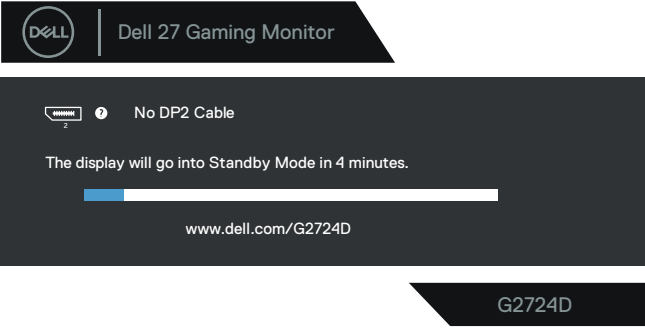 DELL
Dell 27 Gaming Monitor
2
?
No DP2 Cable
The display will go into Standby Mode in 4 minutes.
www.dell.com/G2724D
G2724D